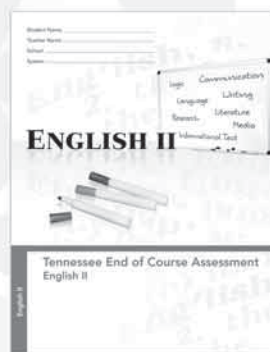 Student Name
Teacher Name
School
System
Logic
Communication
Language
Writing
Research
Literature
Media
Informational Text
ENGLISH II
Tennessee End of Course Assessment
English II
English II